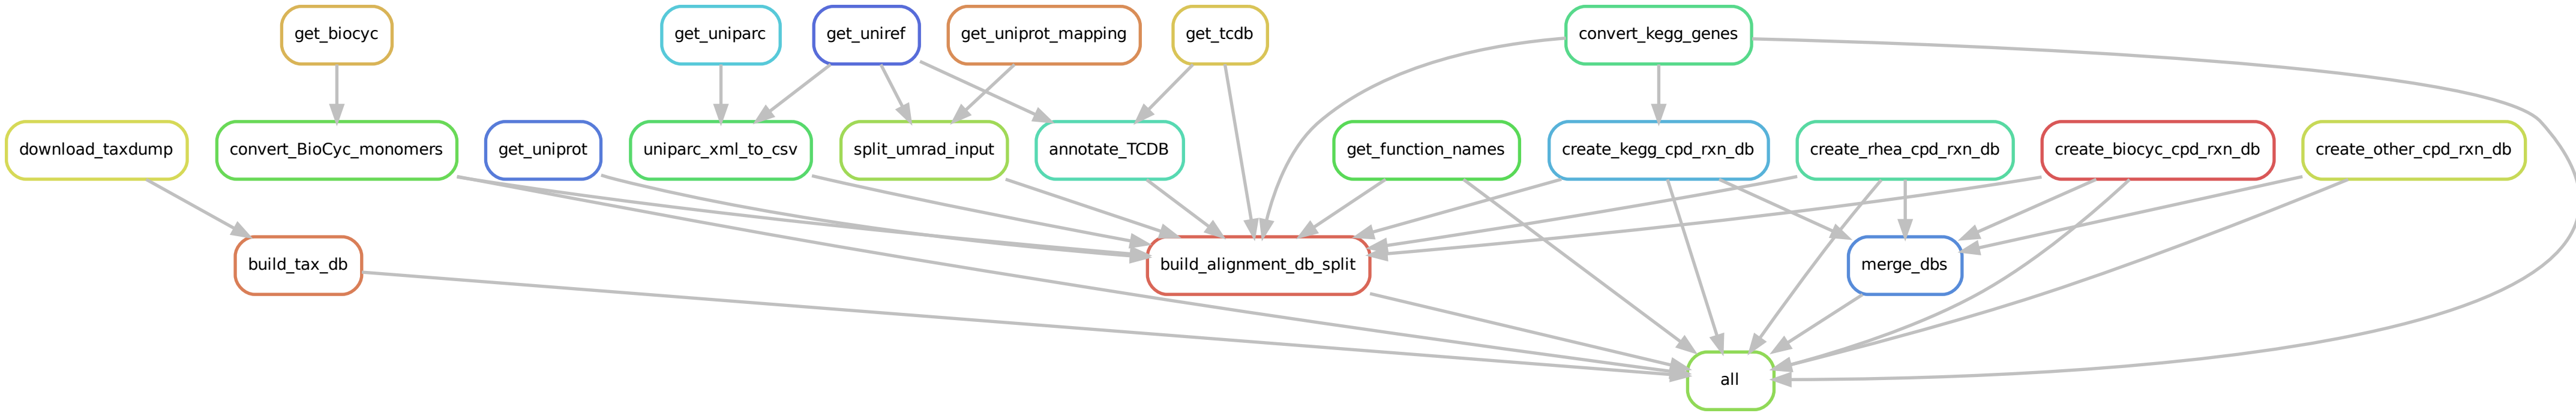 get_biocyc
get_uniparc
get_uniref
get_uniprot_mapping
get_tcdb
convert_kegg_genes
download_taxdump
convert_BioCyc_monomers
get_uniprot
uniparc_xml_to_csv
split_umrad_input
annotate_TCDB
get_function_names
create_kegg_cpd_rxn_db
create_rhea_cpd_rxn_db
create_biocyc_cpd_rxn_db
create_other_cpd_rxn_db
build_tax_db
build_alignment_db_split
merge_dbs
all